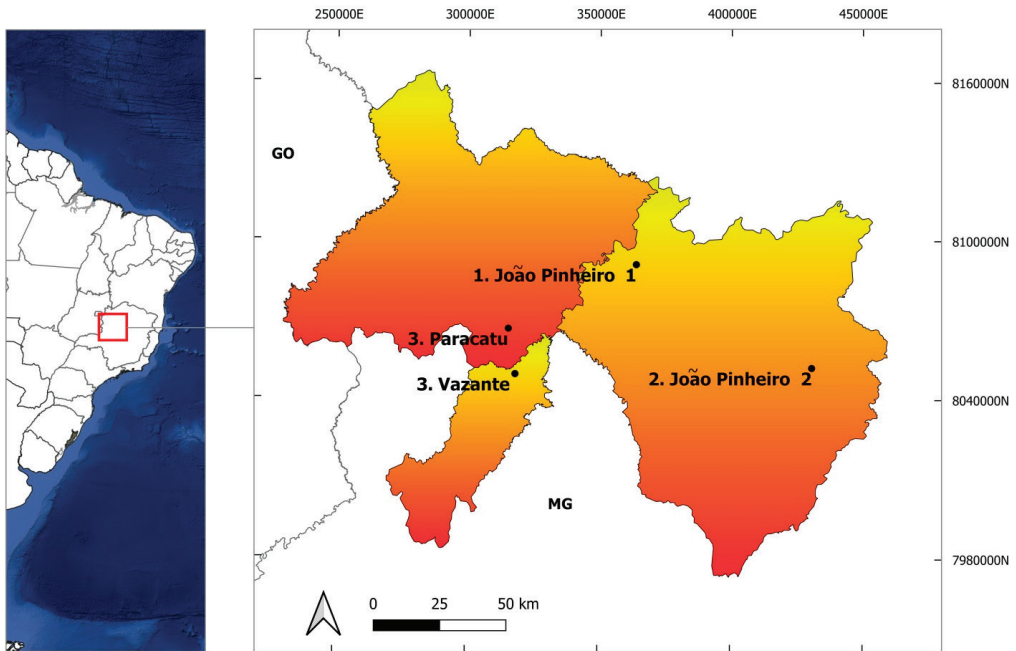 250000E 300000E 350000E 400000E 450000E
8160000N
GO
8100000N
1. João Pinheiro 1
3. Paracatu
3. Vazante
2. João Pinheiro 2
8040000N
MG
7980000N
0 25 50 km